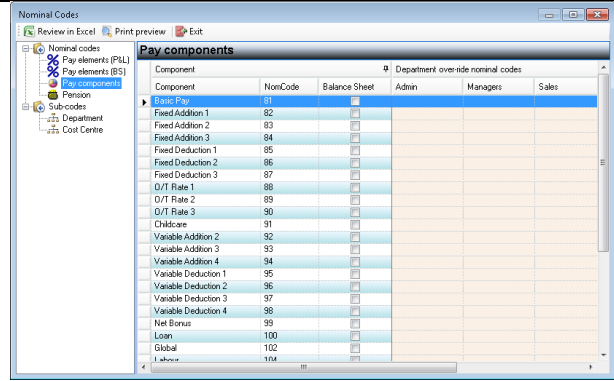 Nominal Codes
Review in Excel Print preview Exit
Nominal codes
Pay elements (P&L)
Pay elements (BS)
Pay components
Pension
Sub-codes
Department
Cost Centre
Pay components
Component Department over-ride nominal codes
Component NomCode Balance Sheet Admin Managers Sales
Basic Pay 81
Fixed Addition 1 82
Fixed Addition 2 83
Fixed Addition 3 84
Fixed Deduction 1 85
Fixed Deduction 2 86
Fixed Deduction 3 87
O/T Rate 1 88
O/T Rate 2 89
O/T Rate 3 90
Childcare 91
Variable Addition 2 92
Variable Addition 3 93
Variable Addition 4 94
Variable Deduction 1 95
Variable Deduction 2 96
Variable Deduction 3 97
Variable Deduction 4 98
Net Bonus 99
Loan 100
Global 102
Labour 104